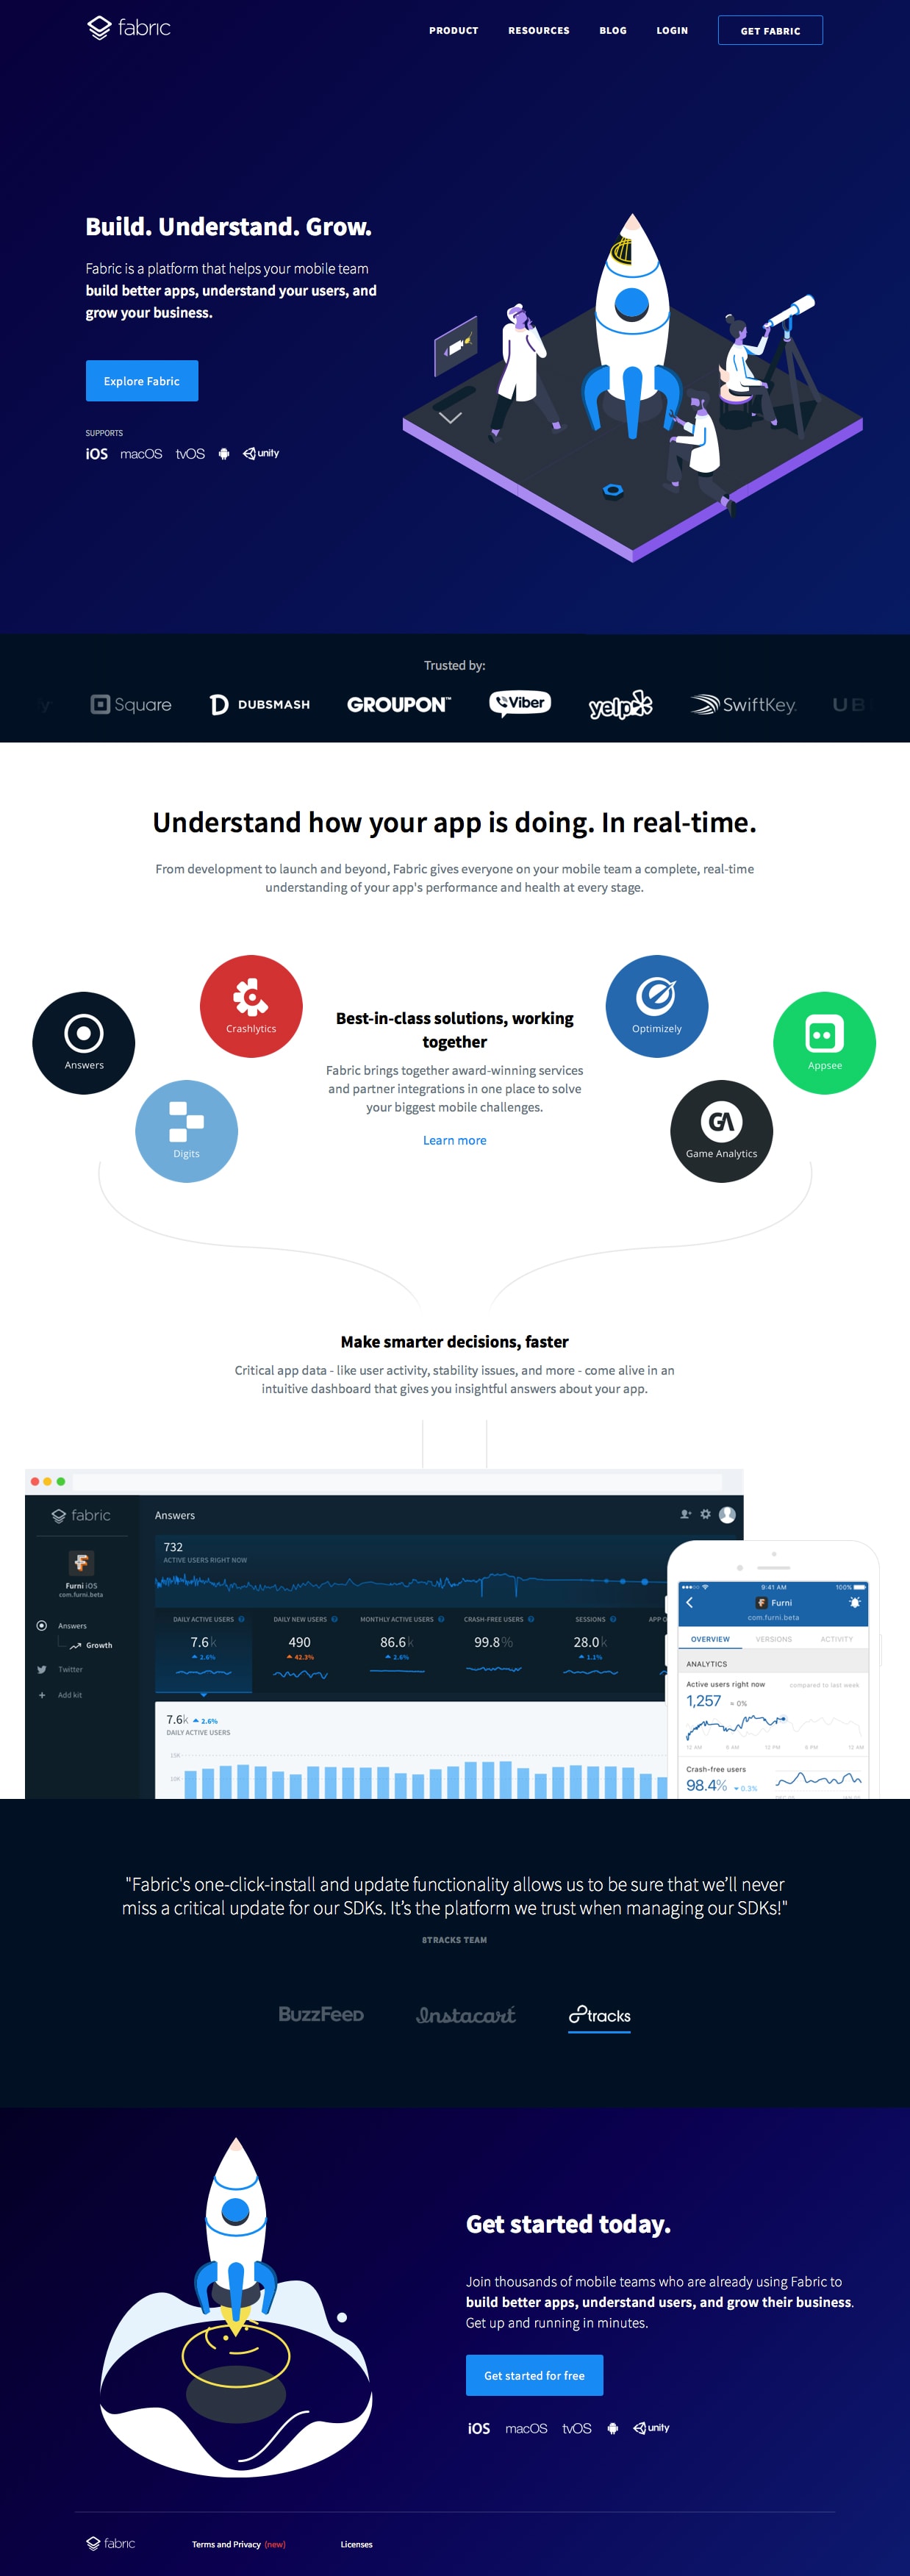 fabric
PRODUCT RESOURCES BLOG LOGIN GET FABRIC
Build. Understand. Grow.
Fabric is a platform that helps your mobile team
build better apps, understand your users, and
grow your business.
Explore Fabric
SUPPORTS
iOS macOS tvOS unity
Trusted by:
Square DUBSMASH GROUPON Viber yelp SwiftKey
Understand how your app is doing. In real-time.
From development to launch and beyond, Fabric gives everyone on your mobile team a complete, real-time
understanding of your app's performance and health at every stage.
Crashlytics
Optimizely
Answers
Appsee
Best-in-class solutions, working
together
Fabric brings together award-winning services
and partner integrations in one place to solve
your biggest mobile challenges.
Learn more
Digits
GA
Game Analytics
Make smarter decisions, faster
Critical app data - like user activity, stability issues, and more - come alive in an
intuitive dashboard that gives you insightful answers about your app.
fabric
Furni iOS
com.furni.beta
Answers
Growth
Twitter
+ Add kit
Answers
732
ACTIVE USERS RIGHT NOW
DAILY ACTIVE USERS DAILY NEW USERS MONTHLY ACTIVE USERS CRASH-FREE USERS SESSIONS APP O
7.6k 490 86.6k 99.8% 28.0k
2.6% 42.3% 2.6% 1.1%
7.6k 2.6%
DAILY ACTIVE USERS
15K
10K
9:41 AM 100%
Furni
com.furni.beta
OVERVIEW VERSIONS ACTIVITY
ANALYTICS
Active users right now compared to last week
1,257 ≈ 0%
12 AM 6 AM 12 PM 6 PM 12 AM
Crash-free users
98.4% 0.3%
"Fabric's one-click-install and update functionality allows us to be sure that we’ll never
miss a critical update for our SDKs. It’s the platform we trust when managing our SDKs!"
8TRACKS TEAM
BuzzFeed Instacart 8tracks
Get started today.
Join thousands of mobile teams who are already using Fabric to
build better apps, understand users, and grow their business.
Get up and running in minutes.
Get started for free
iOS macOS tvOS unity
fabric Terms and Privacy (new) Licenses